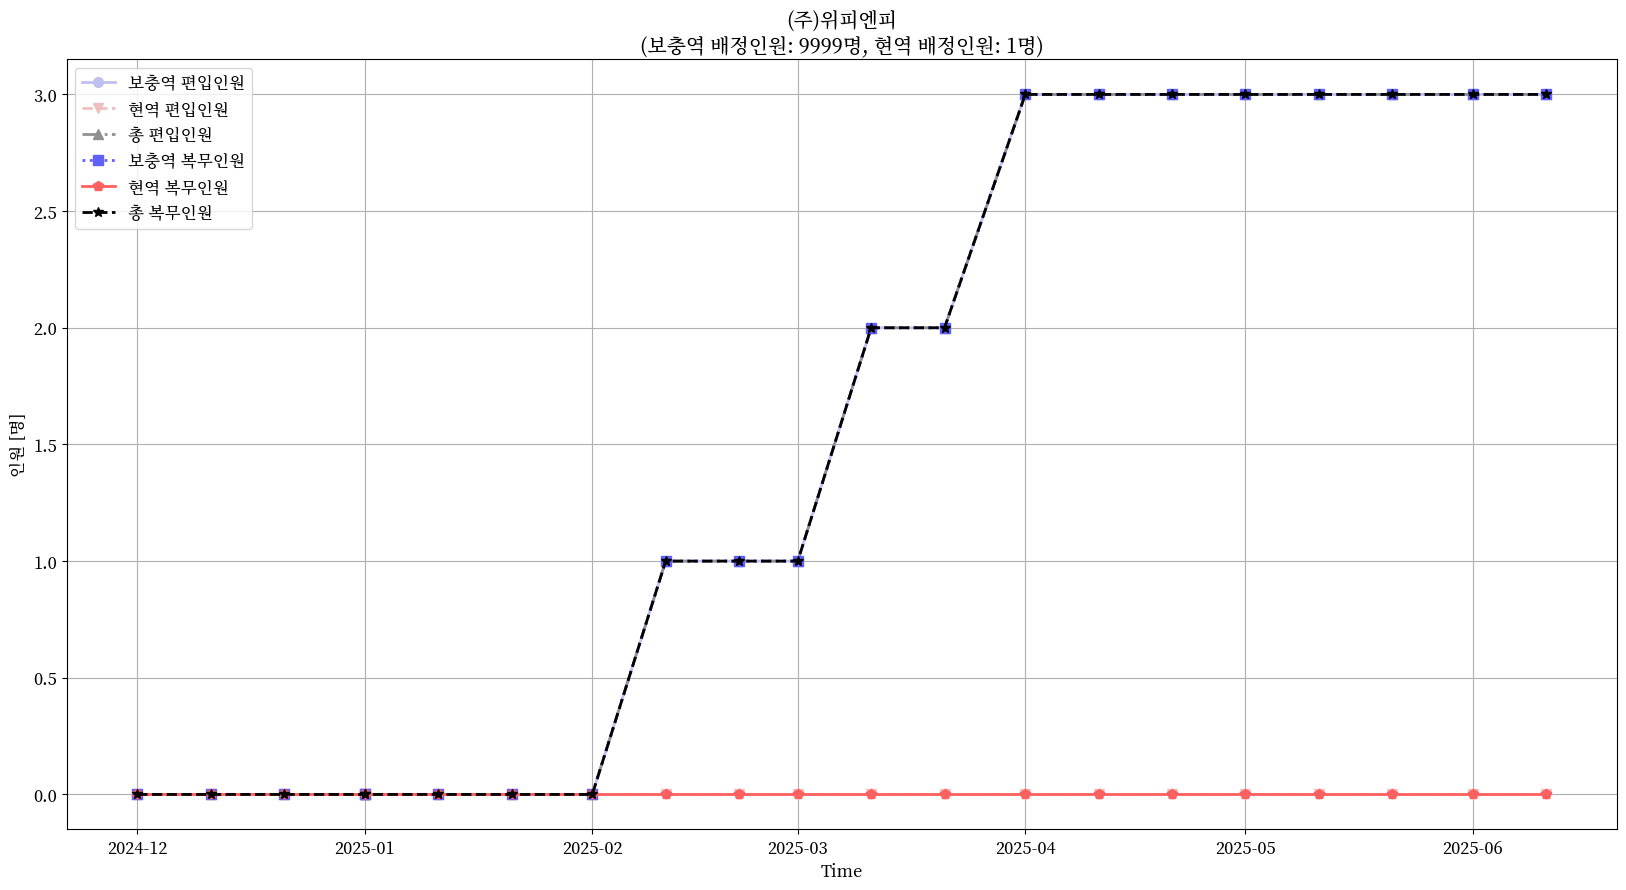 (주)위피엔피
(보충역 배정인원: 9999명, 현역 배정인원: 1명)
보충역 편입인원
현역 편입인원
총 편입인원
보충역 복무인원
현역 복무인원
총 복무인원
3.0
2.5
2.0
1.5
1.0
0.5
0.0
인원 [명]
2024-12
2025-01
2025-02
2025-03
2025-04
2025-05
2025-06
Time